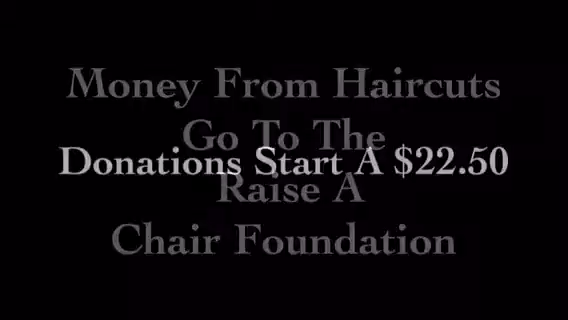 Money From Haircuts
Go To The
Donations Start A $22.50
Raise A
Chair Foundation